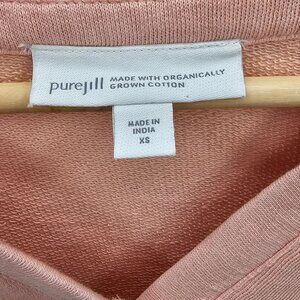 purejill MADE WITH ORGANICALLY
GROWN COTTON
MADE IN
INDIA
XS